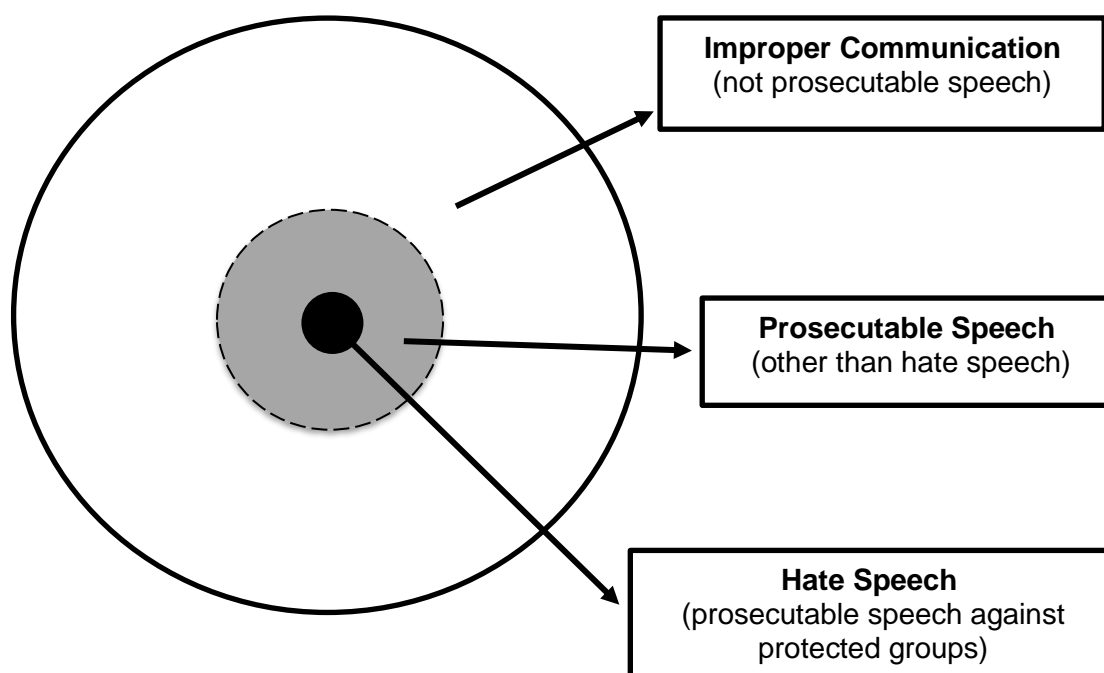 Improper Communication
(not prosecutable speech)
Prosecutable Speech
(other than hate speech)
Hate Speech
(prosecutable speech against
protected groups)